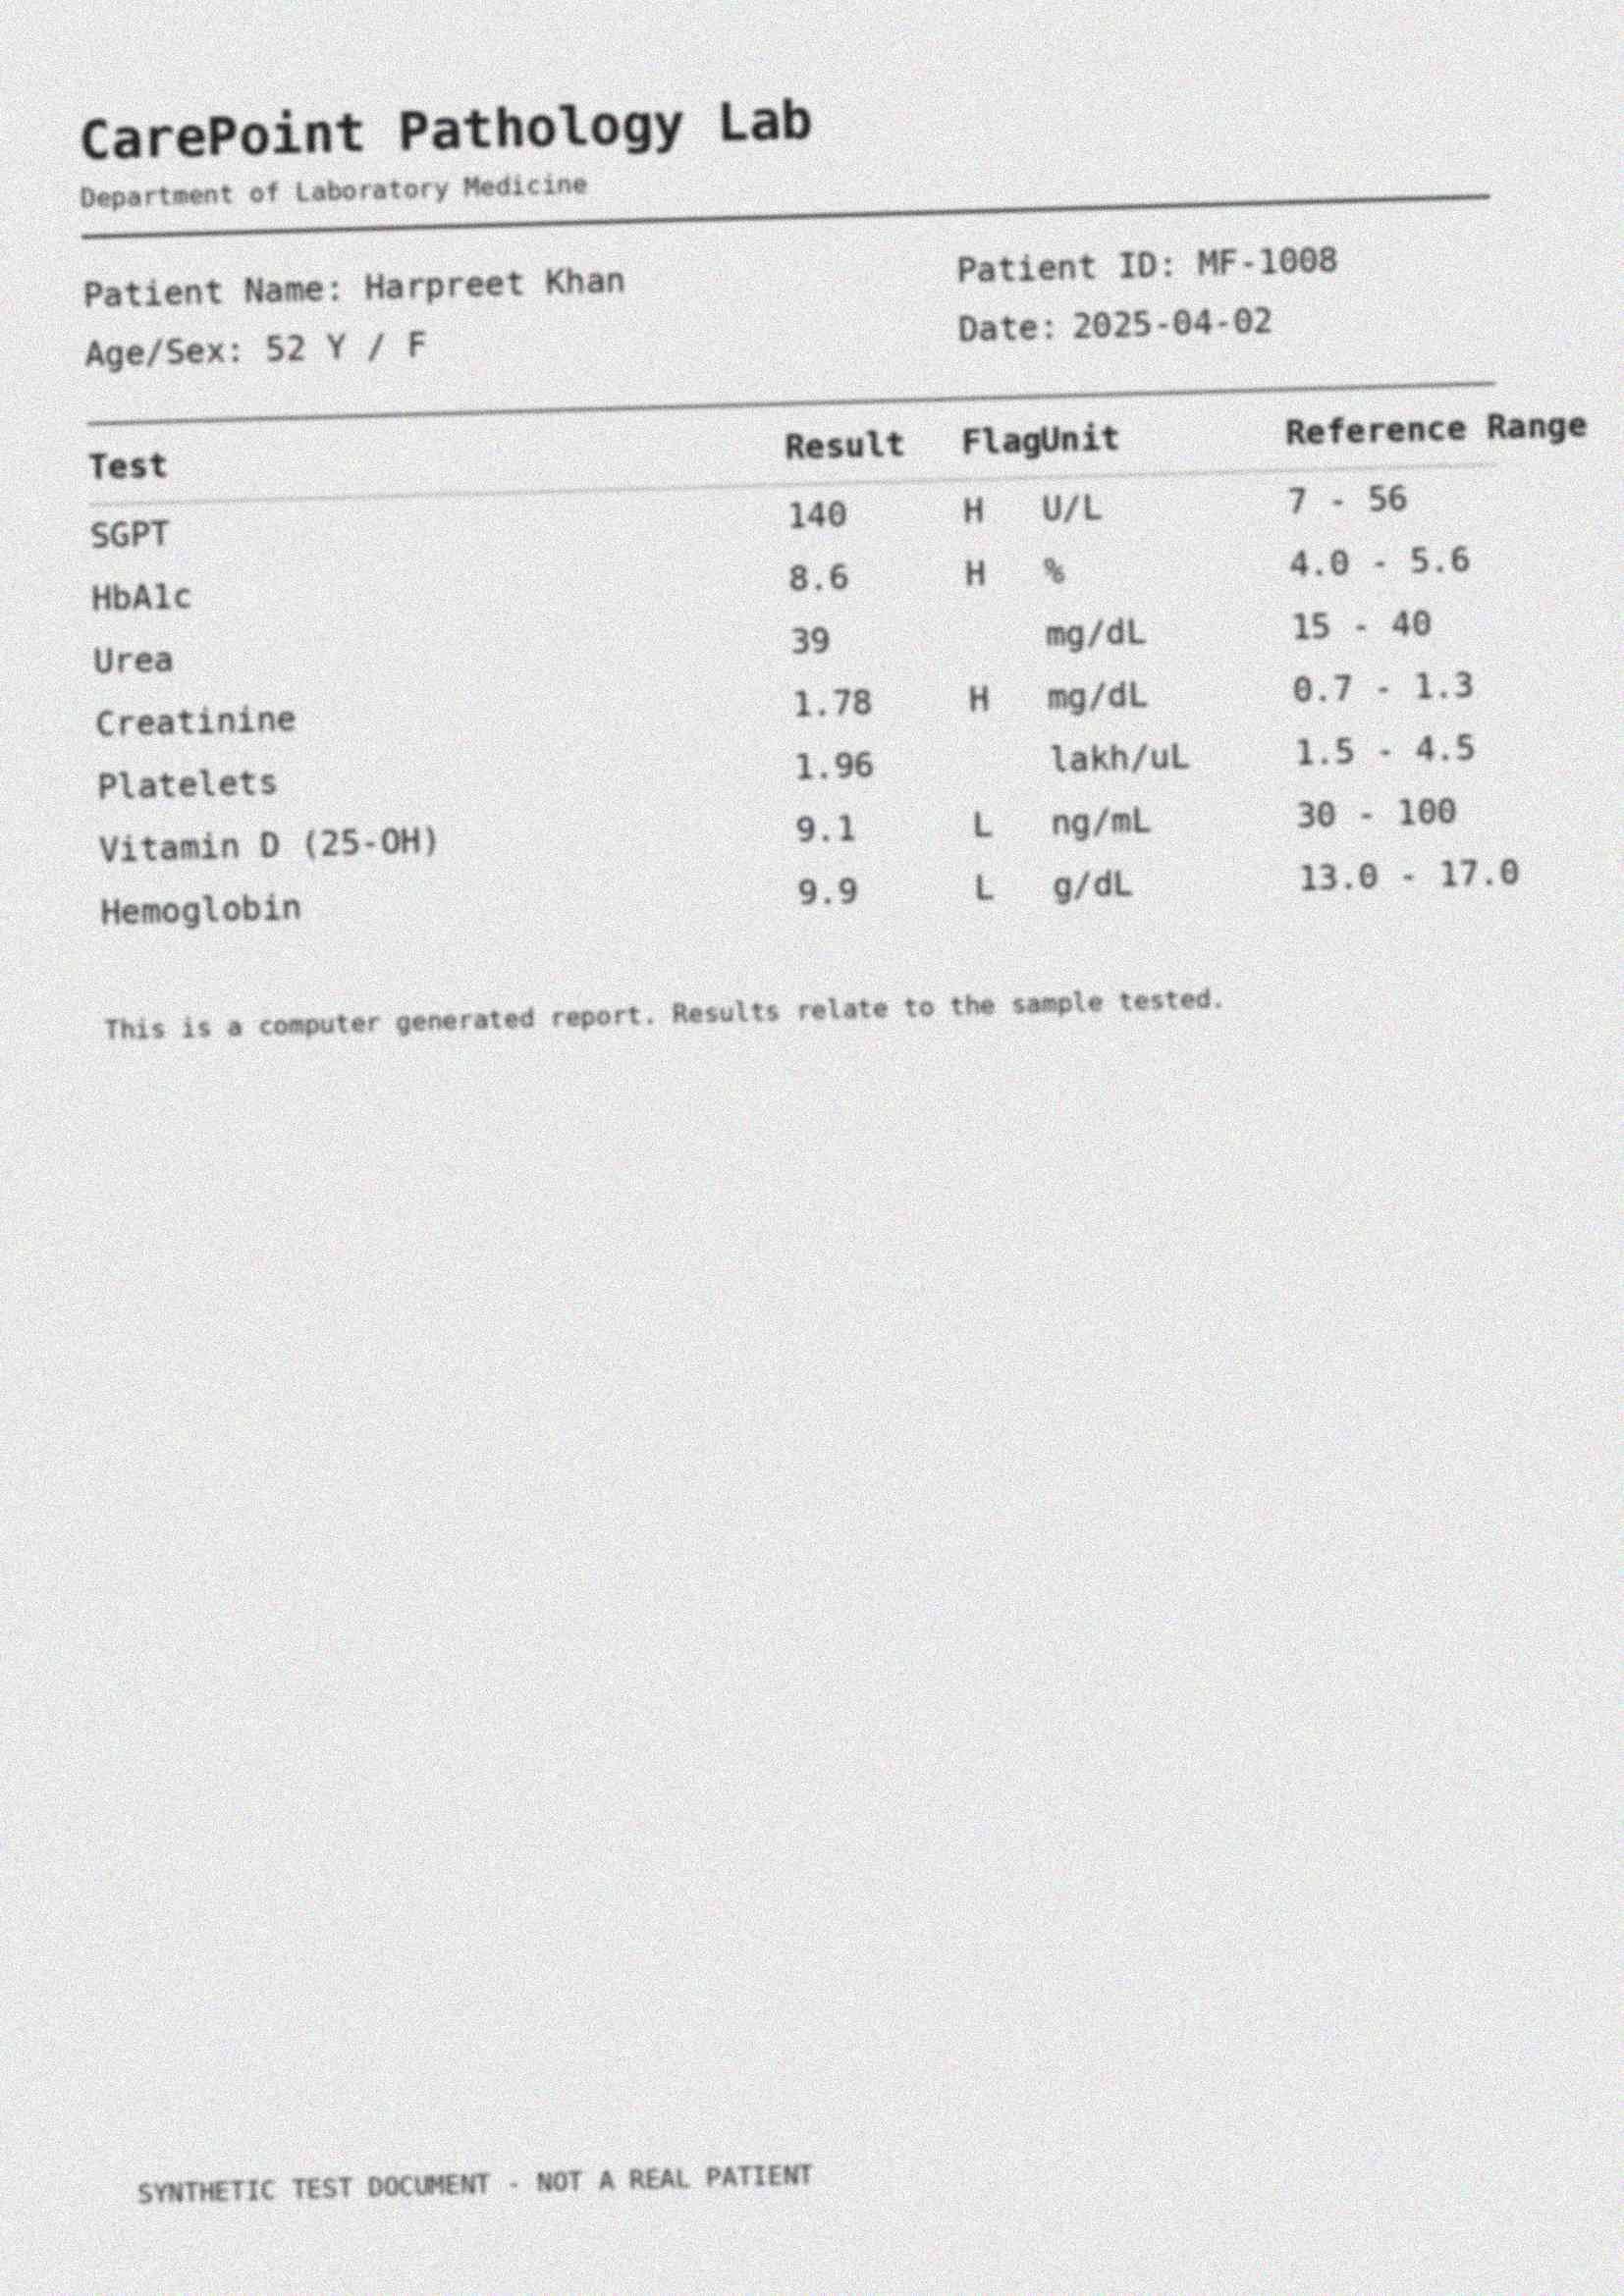 CarePoint Pathology Lab
Department of Laboratory Medicine
Patient Name: Harpreet Khan Patient ID: MF-1008
Age/Sex: 52 Y / F Date: 2025-04-02
Test Result Flag Unit Reference Range
SGPT 140 H U/L 7 - 56
HbA1c 8.6 H % 4.0 - 5.6
Urea 39 mg/dL 15 - 40
Creatinine 1.78 H mg/dL 0.7 - 1.3
Platelets 1.96 lakh/uL 1.5 - 4.5
Vitamin D (25-OH) 9.1 L ng/mL 30 - 100
Hemoglobin 9.9 L g/dL 13.0 - 17.0
This is a computer generated report. Results relate to the sample tested.
SYNTHETIC TEST DOCUMENT - NOT A REAL PATIENT